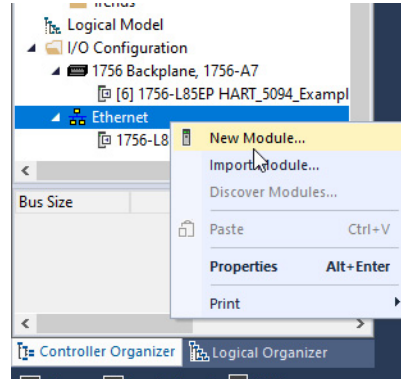 Trends
Logical Model
I/O Configuration
1756 Backplane, 1756-A7
[6] 1756-L85EP HART_5094_Exampl
Ethernet
1756-L8
New Module...
Import Module...
Discover Modules...
Bus Size
Paste Ctrl+V
Properties Alt+Enter
Print
Controller Organizer Logical Organizer